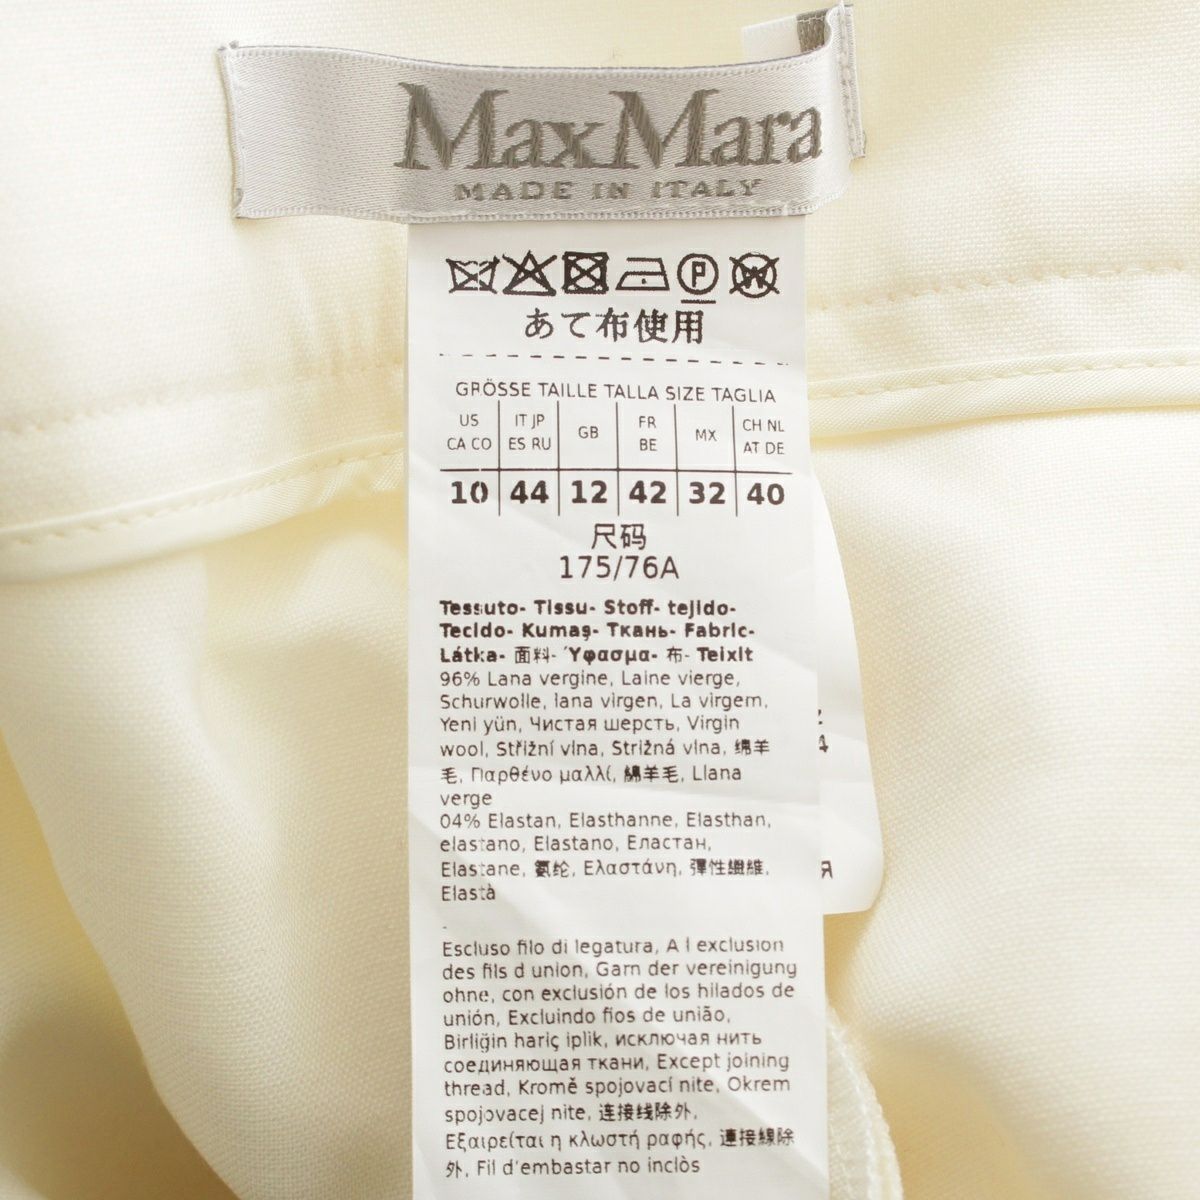 MaxMara
MADE IN ITALY
P W
あて布使用
GRÖSSE TAILLE TALLA SIZE TAGLIA
US IT JP GB FR MX CH NL
CA CO ES RU BE AT DE
10 44 12 42 32 40
尺码
175/76A
Tessuto- Tissu- Stoff- tejido-
Tecido- Kumaş- Ткань- Fabric-
Látka- 面料- Ύφασμα- 布- Teixit
96% Lana vergine, Laine vierge,
Schurwolle, lana virgen, La virgem,
Yeni yün, Чистая шерсть, Virgin
wool, Střižní vlna, Strižná vlna, 绵羊
毛, Παρθένο μαλλί, 綿羊毛, Llana
verge
04% Elastan, Elasthanne, Elasthan,
elastano, Elastano, Еластан,
Elastane, 氨纶, Ελαστάνη, 彈性纖維,
Elastà
-
Escluso filo di legatura, A l exclusion
des fils d union, Garn der vereinigung
ohne, con exclusión de los hilados de
unión, Excluindo fios de união,
Birliğin hariç iplik, исключая нить
соединяющая ткани, Except joining
thread, Kromě spojovací nite, Okrem
spojovacej nite, 连接线除外,
Εξαιρείται η κλωστή ραφής, 連接線除
外, Fil d'embastar no inclòs